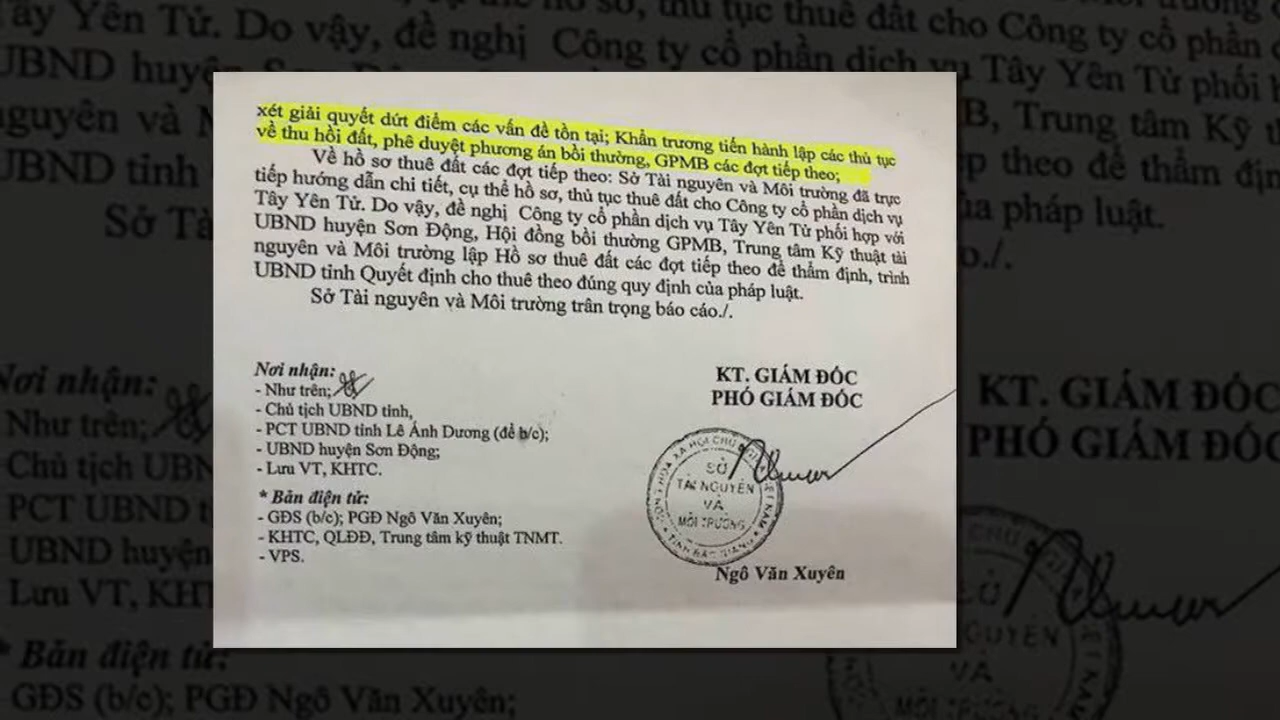 xét giải quyết dứt điểm các vấn đề tồn tại; Khẩn trương tiến hành lập các thủ tục
về thu hồi đất, phê duyệt phương án bồi thường, GPMB các đợt tiếp theo;
Về hồ sơ thuê đất các đợt tiếp theo: Sở Tài nguyên và Môi trường đã trực
tiếp hướng dẫn chi tiết, cụ thể hồ sơ, thủ tục thuê đất cho Công ty cổ phần dịch vụ
Tây Yên Tử. Do vậy, đề nghị Công ty cổ phần dịch vụ Tây Yên Tử phối hợp với
UBND huyện Sơn Động, Hội đồng bồi thường GPMB, Trung tâm Kỹ thuật tài
nguyên và Môi trường lập Hồ sơ thuê đất các đợt tiếp theo để thẩm định, trình
UBND tỉnh Quyết định cho thuê theo đúng quy định của pháp luật.
Sở Tài nguyên và Môi trường trân trọng báo cáo./.
Nơi nhận:
- Như trên;
- Chủ tịch UBND tỉnh,
- PCT UBND tỉnh Lê Ánh Dương (để b/c);
- UBND huyện Sơn Động;
- Lưu VT, KHTC.
* Bản điện tử:
- GĐS (b/c); PGĐ Ngô Văn Xuyên;
- KHTC, QLĐĐ, Trung tâm kỹ thuật TNMT.
- VPS.
KT. GIÁM ĐỐC
PHÓ GIÁM ĐỐC
SỞ
TÀI NGUYÊN
VÀ
MÔI TRƯỜNG
TỈNH BẮC GIANG
Ngô Văn Xuyên